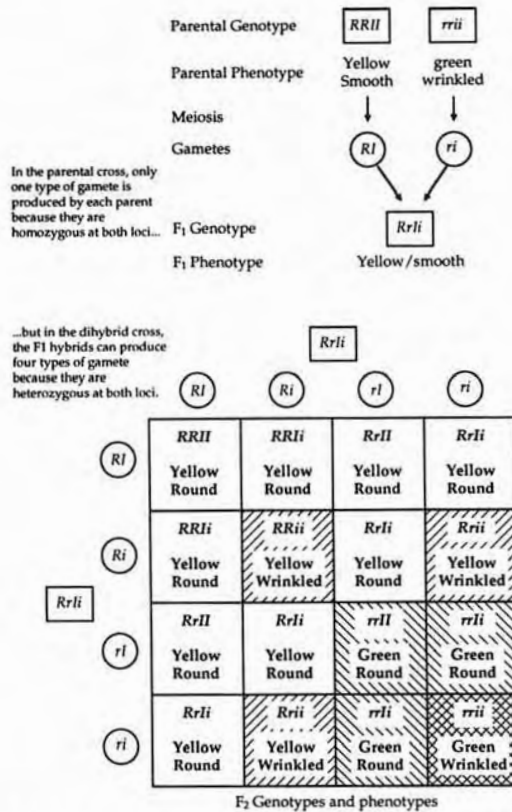 Parental Genotype RRII rrii
Parental Phenotype Yellow green
Smooth wrinkled
Meiosis
Gametes RI ri
In the parental cross, only
one type of gamete is
produced by each parent
because they are
homozygous at both loci...
F₁ Genotype RrIi
F₁ Phenotype Yellow/smooth
...but in the dihybrid cross,
the F1 hybrids can produce
four types of gamete
because they are
heterozygous at both loci.
RrIi
RI Ri rI ri
RI RRII RRIi RrII RrIi
Yellow Yellow Yellow Yellow
Round Round Round Round
Ri RRIi RRii RrIi Rrii
Yellow Yellow Yellow Yellow
Round Wrinkled Round Wrinkled
RrIi
rI RrII RrIi rrII rrIi
Yellow Yellow Green Green
Round Round Round Round
ri RrIi Rrii rrIi rrii
Yellow Yellow Green Green
Round Wrinkled Round Wrinkled
F₂ Genotypes and phenotypes